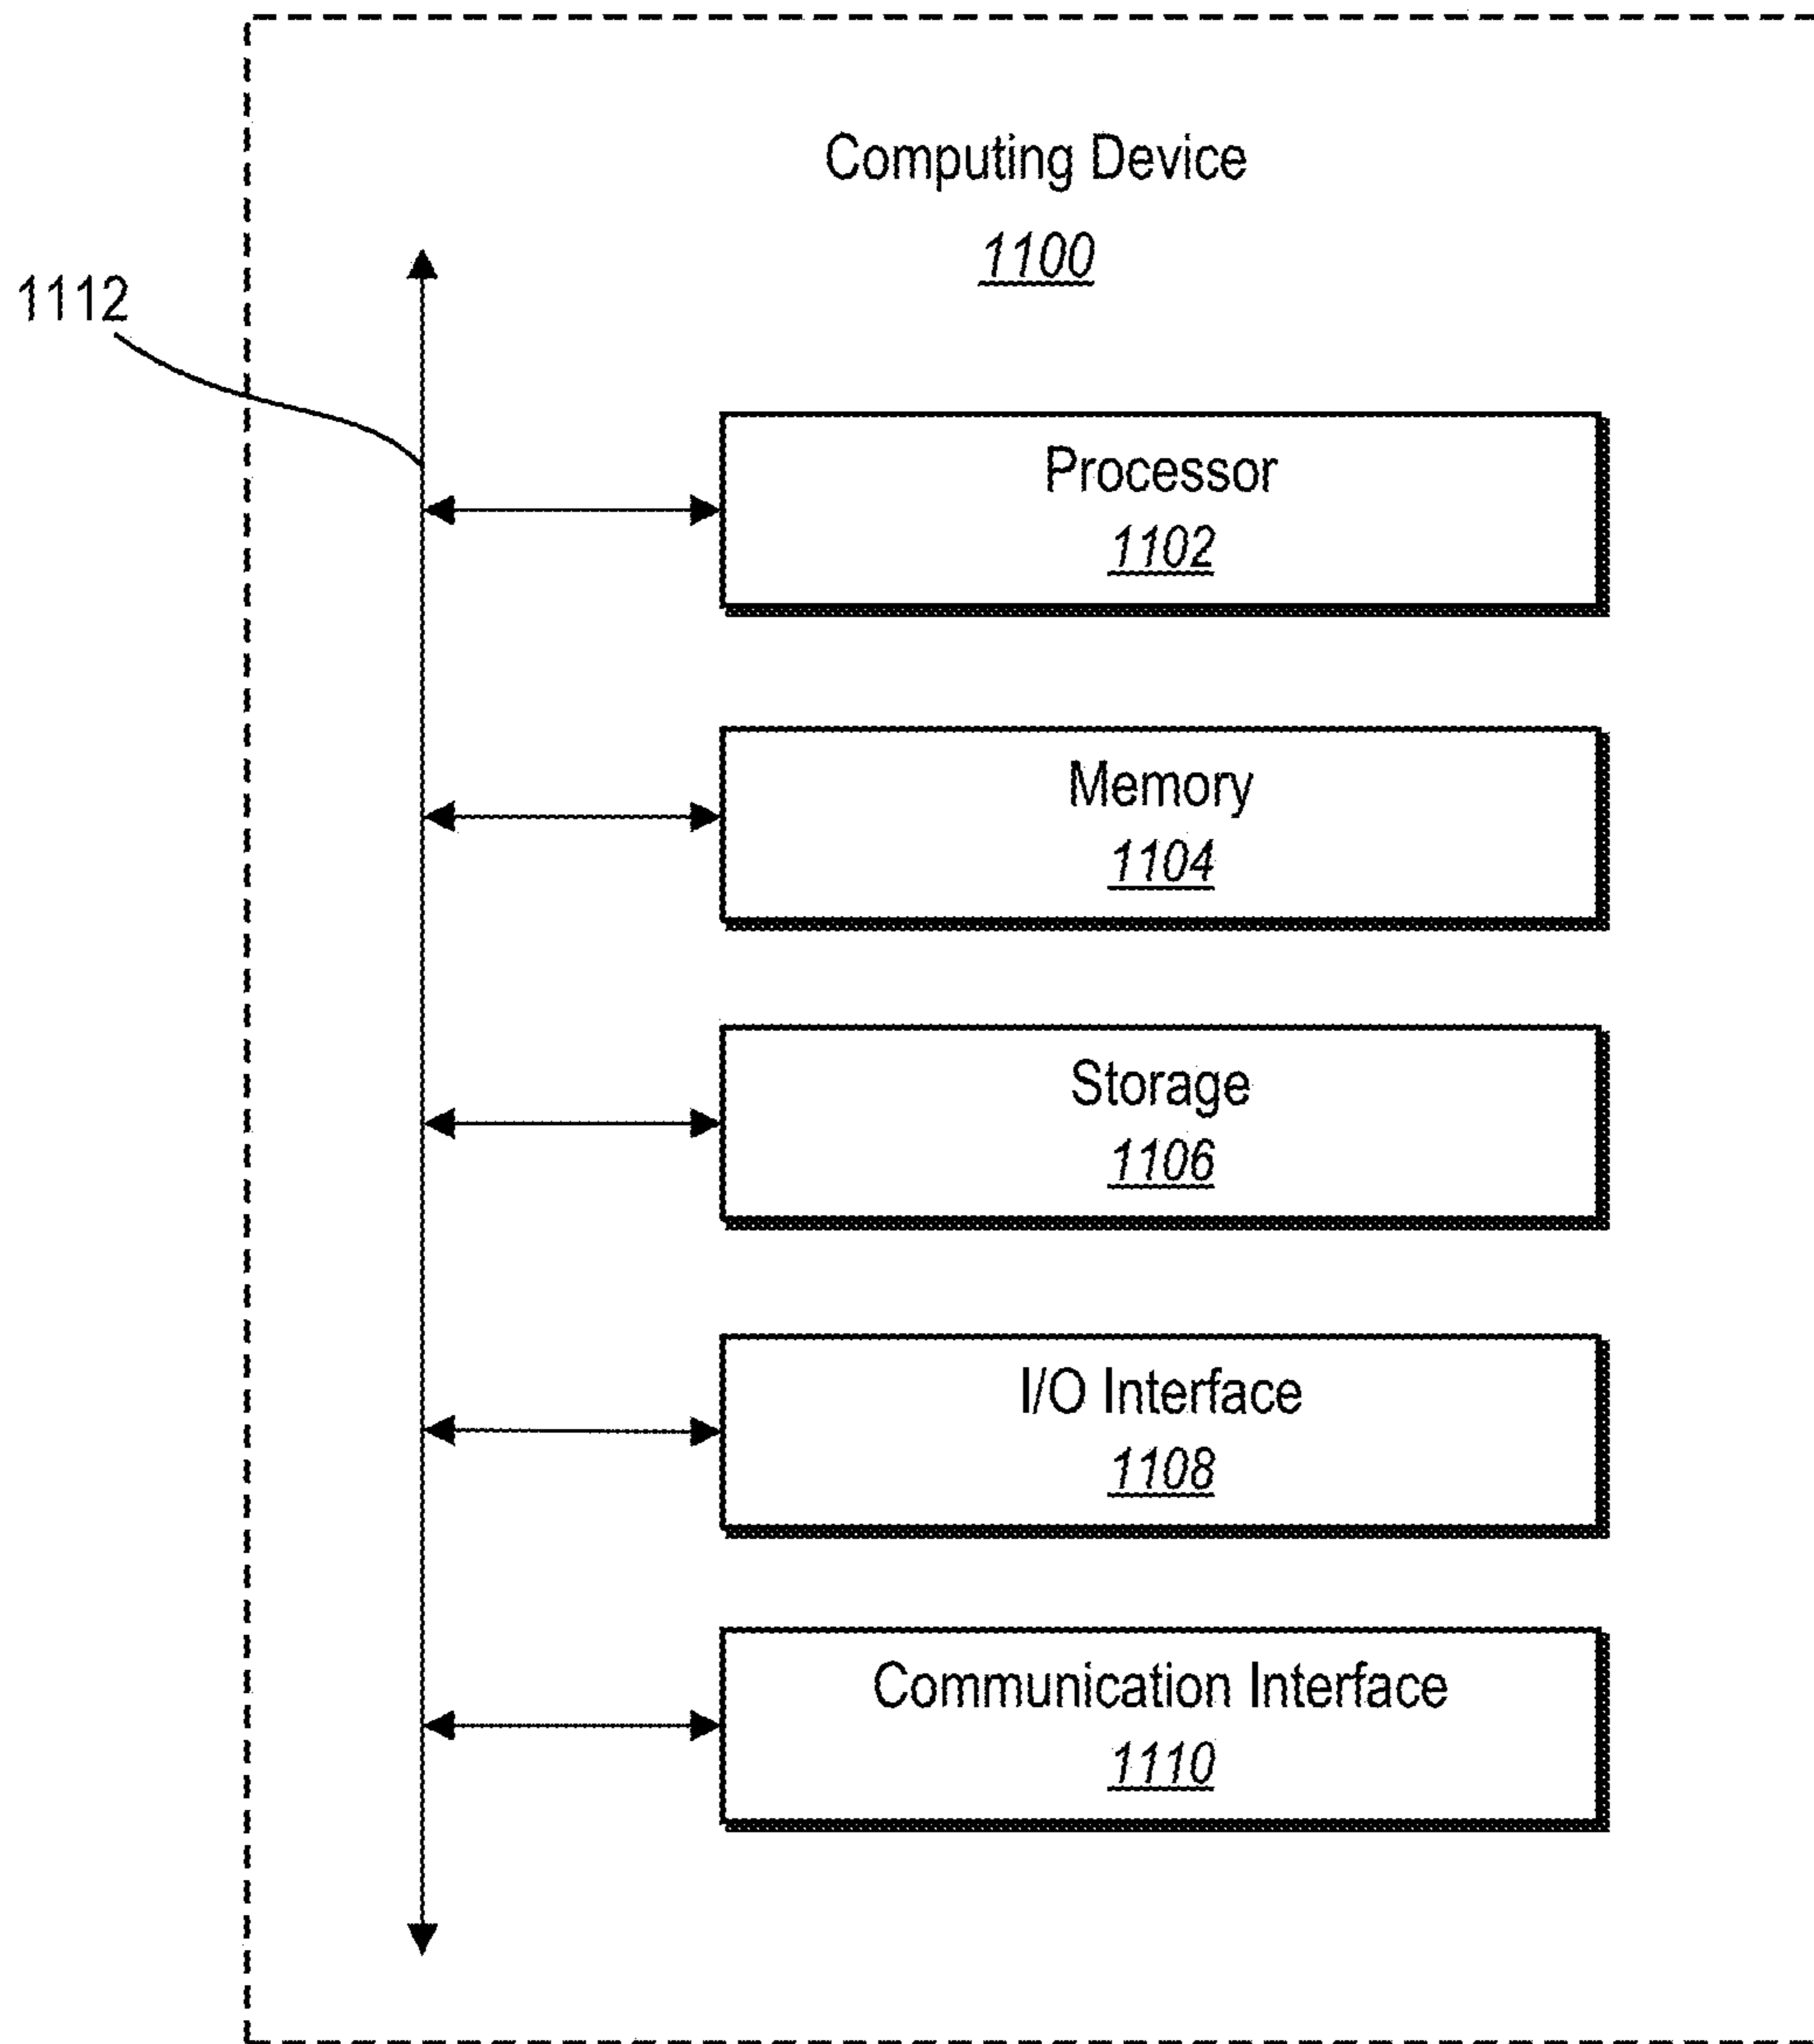 Computing Device
1100
1112
Processor
1102
Memory
1104
Storage
1106
I/O Interface
1108
Communication Interface
1110